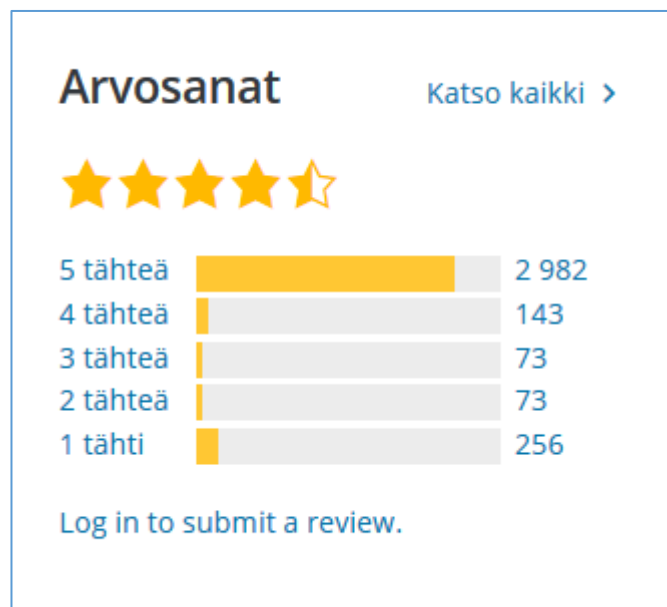 Arvosanat
Katso kaikki >
5 tähteä 2 982
4 tähteä 143
3 tähteä 73
2 tähteä 73
1 tähti 256
Log in to submit a review.